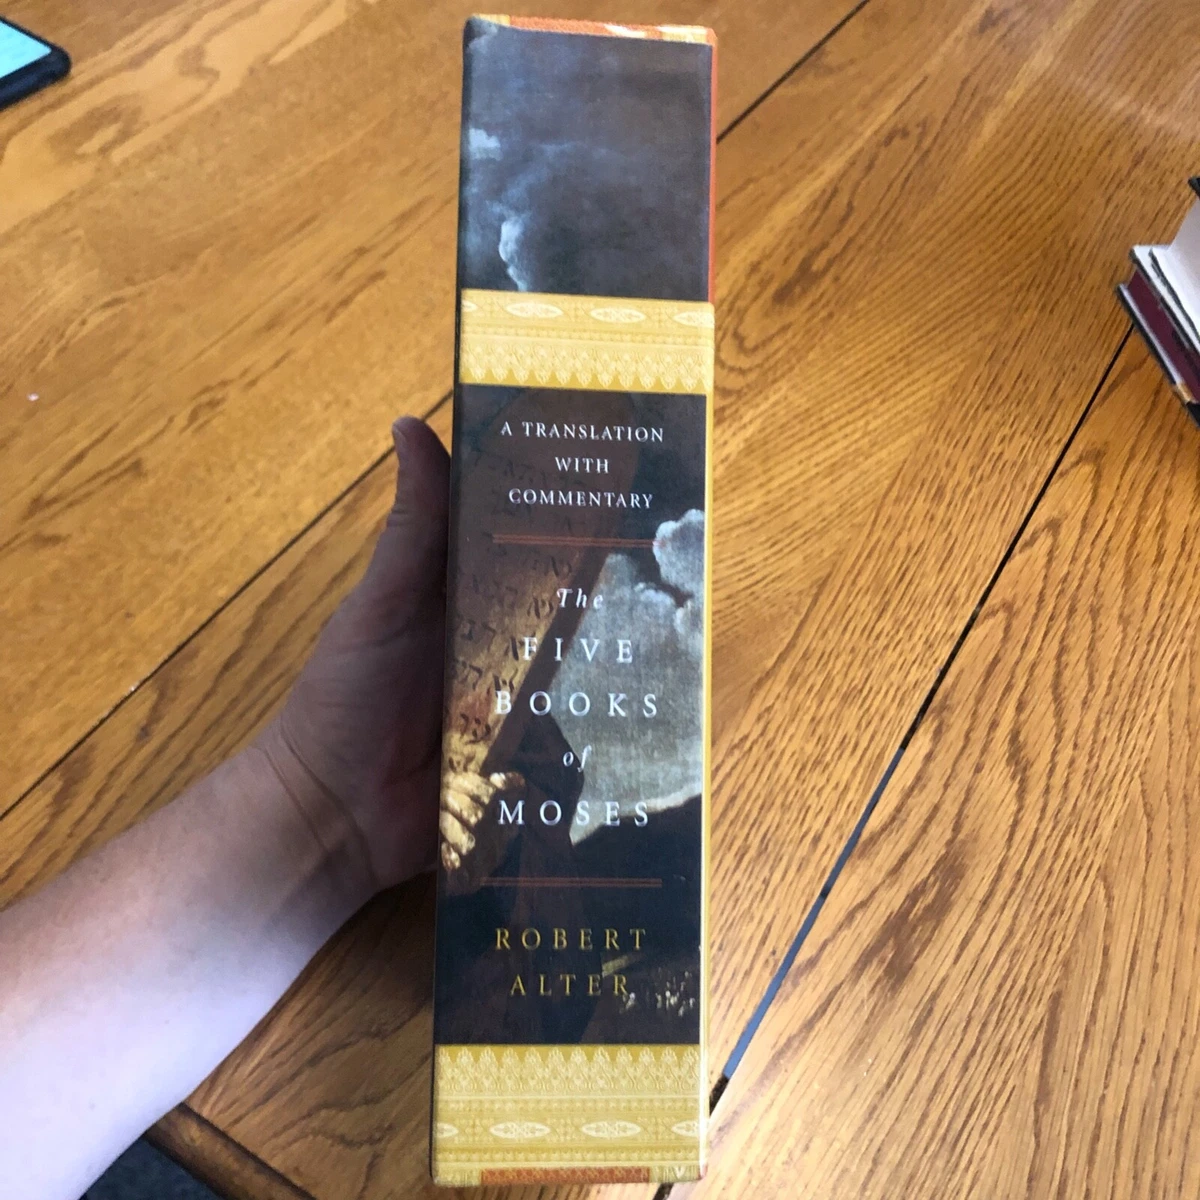 A TRANSLATION
WITH
COMMENTARY
The
FIVE
BOOKS
of
MOSES
ROBERT
ALTER